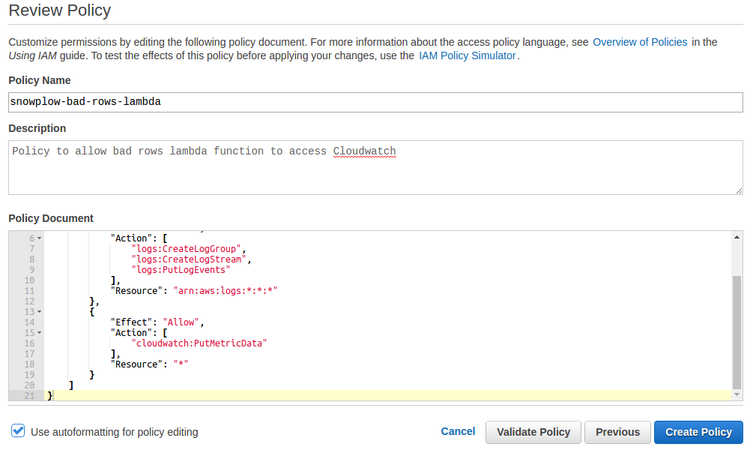 Review Policy
Customize permissions by editing the following policy document. For more information about the access policy language, see Overview of Policies in the
Using IAM guide. To test the effects of this policy before applying your changes, use the IAM Policy Simulator.
Policy Name
snowplow-bad-rows-lambda
Description
Policy to allow bad rows lambda function to access Cloudwatch
Policy Document
6 "Action": [
7 "logs:CreateLogGroup",
8 "logs:CreateLogStream",
9 "logs:PutLogEvents"
10 ],
11 "Resource": "arn:aws:logs:*:*:*"
12 },
13 {
14 "Effect": "Allow",
15 "Action": [
16 "cloudwatch:PutMetricData"
17 ],
18 "Resource": "*"
19 }
20 ]
21 }
Use autoformatting for policy editing
Cancel
Validate Policy
Previous
Create Policy